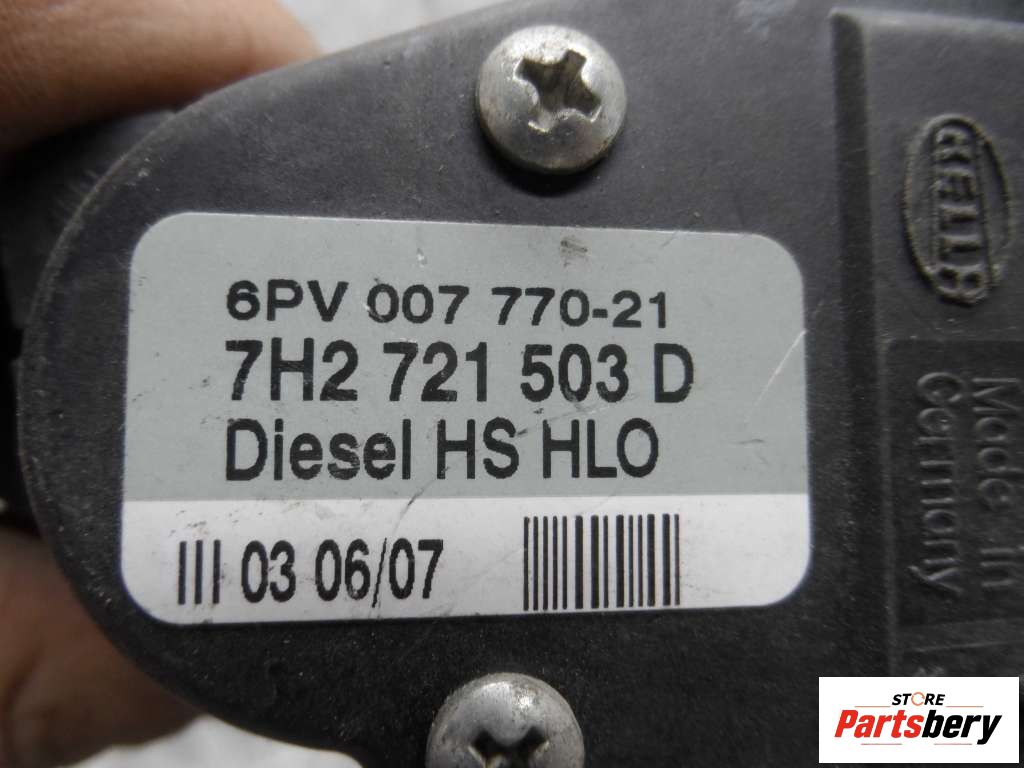 6PV 007 770-21
7H2 721 503 D
Diesel HS HLO
03 06/07
HELLA
Made in
Germany
STORE
Partsbery